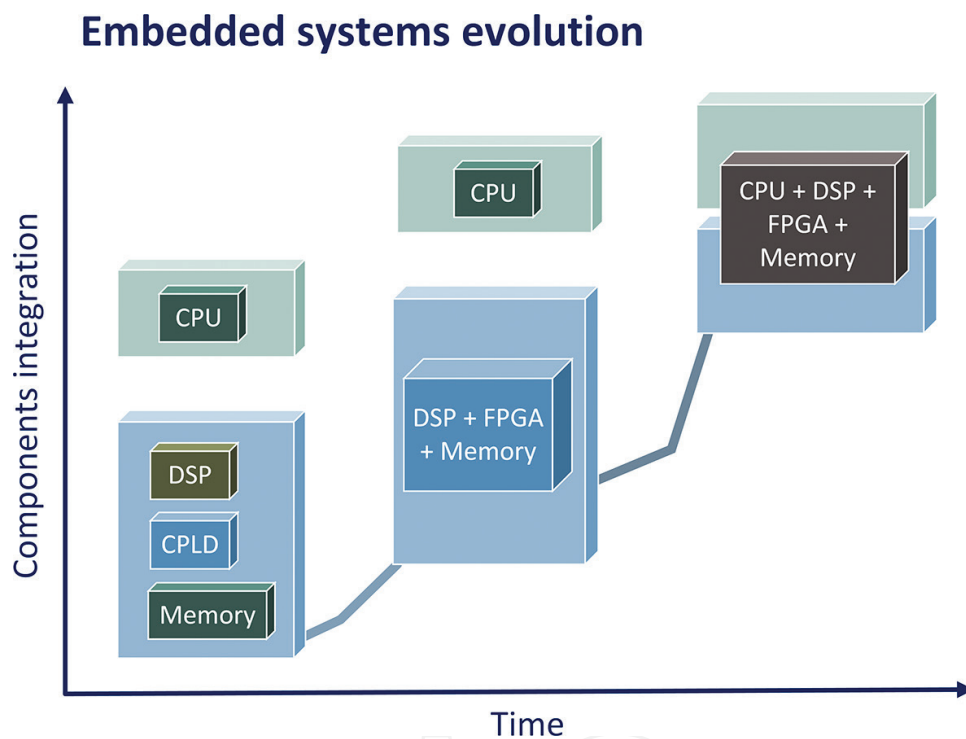 Embedded systems evolution
Components integration
CPU
DSP
CPLD
Memory
CPU
DSP + FPGA
+ Memory
CPU + DSP +
FPGA +
Memory
Time